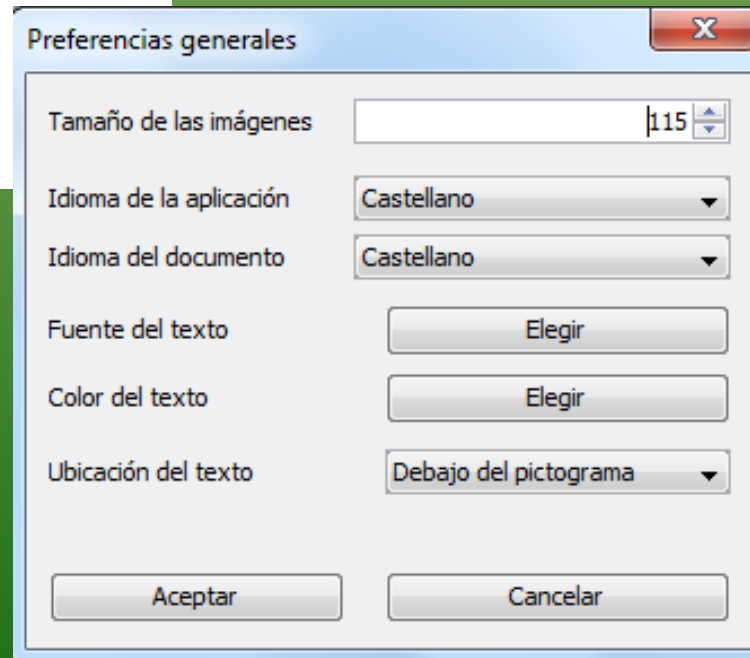 Preferencias generales
Tamaño de las imágenes 115
Idioma de la aplicación Castellano
Idioma del documento Castellano
Fuente del texto Elegir
Color del texto Elegir
Ubicación del texto Debajo del pictograma
Aceptar Cancelar